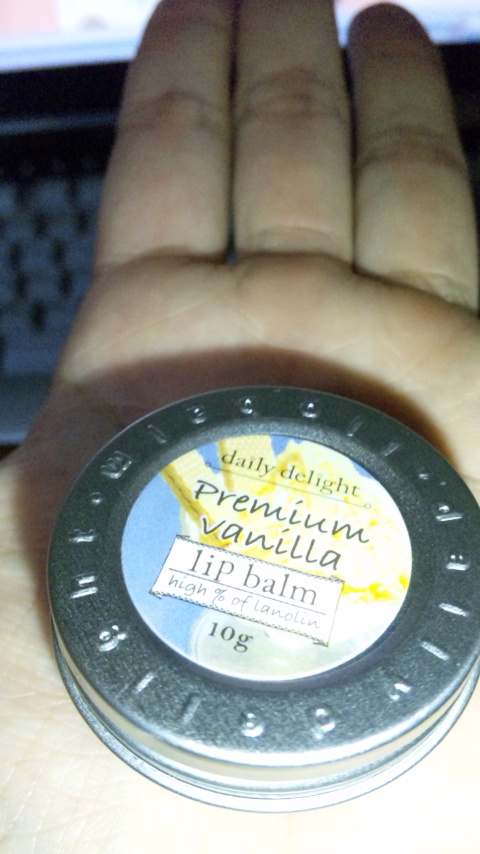 daily delight
Premium
vanilla
lip balm
high % of lanolin
10g